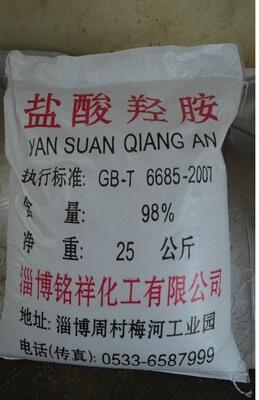 盐酸羟胺
YAN SUAN QIANG AN
执行标准: GB-T 6685-2007
含 量: 98%
净 重: 25 公斤
淄博铭祥化工有限公司
地址: 淄博周村梅河工业园
电话(传真): 0533-6587999